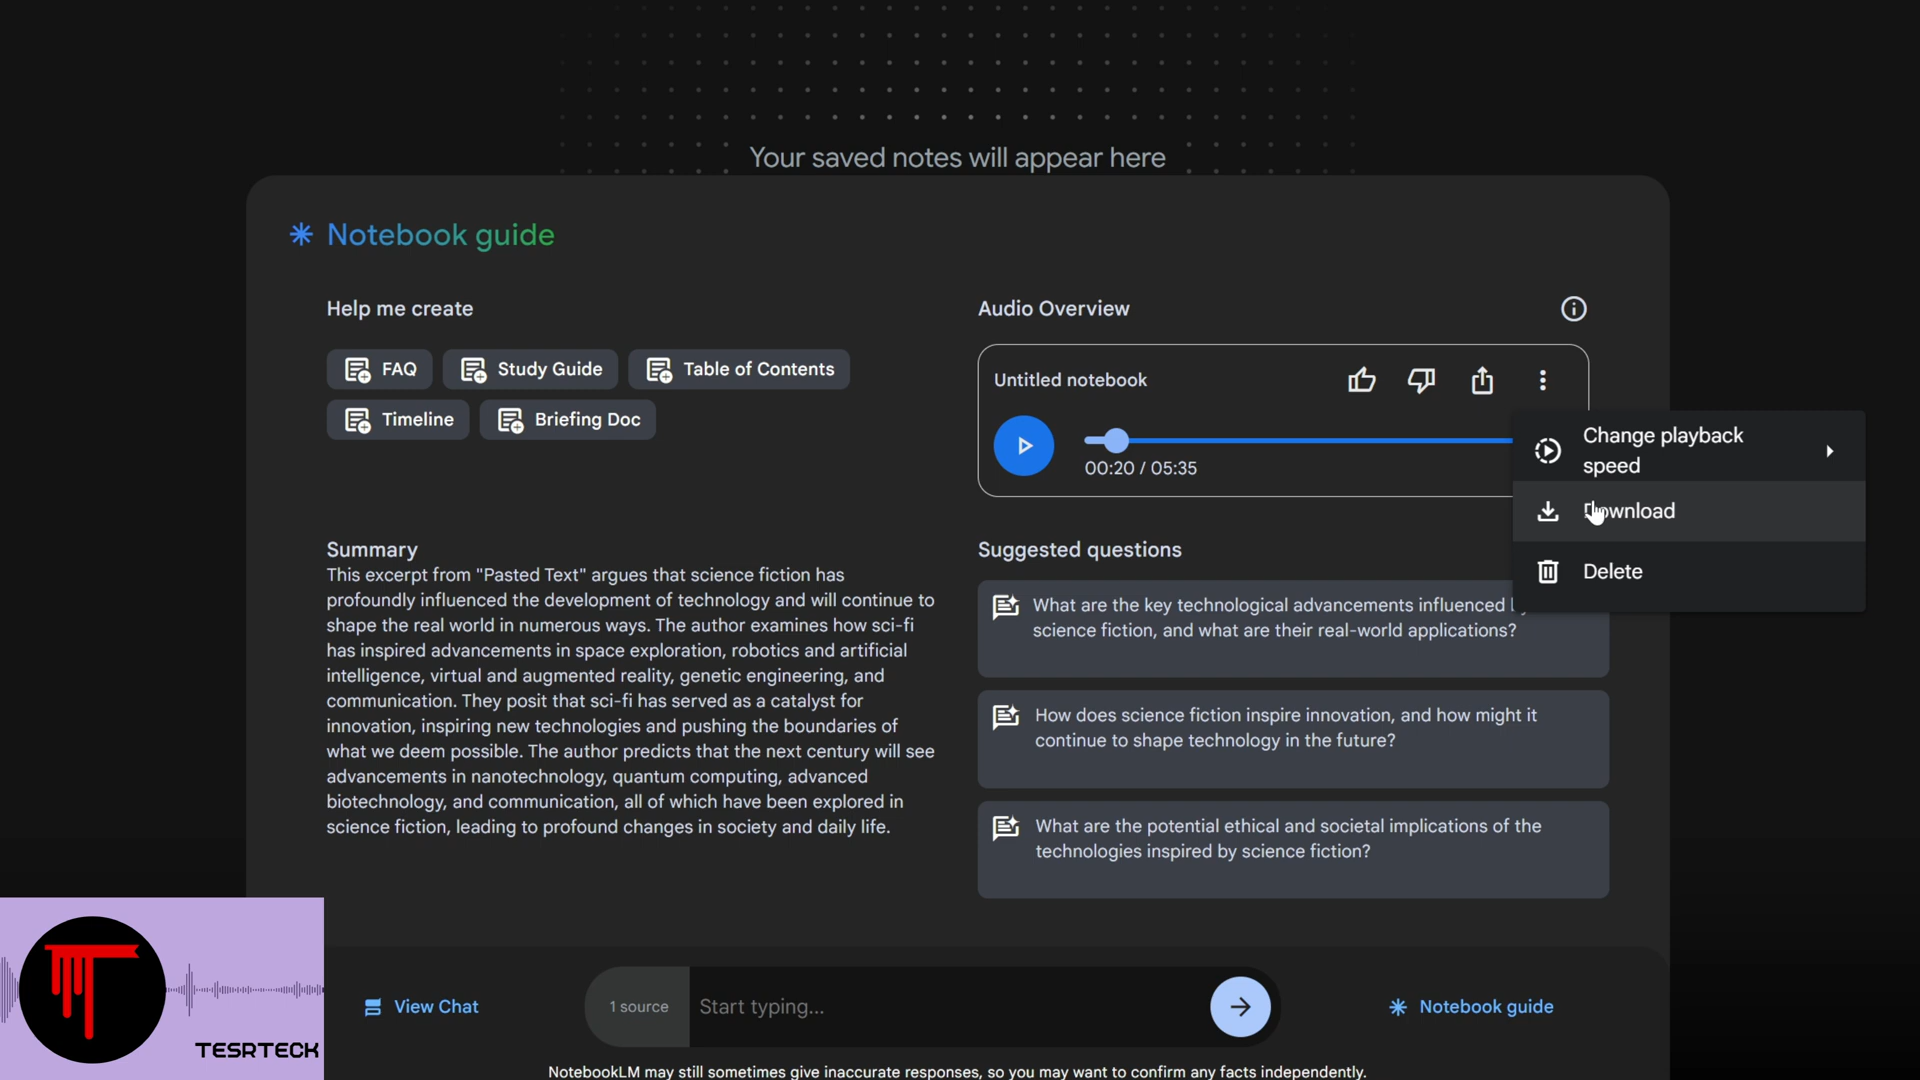 Your saved notes will appear here
Notebook guide
Help me create
FAQ
Study Guide
Table of Contents
Timeline
Briefing Doc
Audio Overview
Untitled notebook
00:20 / 05:35
Change playback
speed
Download
Delete
Summary
This excerpt from "Pasted Text" argues that science fiction has
profoundly influenced the development of technology and will continue to
shape the real world in numerous ways. The author examines how sci-fi
has inspired advancements in space exploration, robotics and artificial
intelligence, virtual and augmented reality, genetic engineering, and
communication. They posit that sci-fi has served as a catalyst for
innovation, inspiring new technologies and pushing the boundaries of
what we deem possible. The author predicts that the next century will see
advancements in nanotechnology, quantum computing, advanced
biotechnology, and communication, all of which have been explored in
science fiction, leading to profound changes in society and daily life.
Suggested questions
What are the key technological advancements influenced
science fiction, and what are their real-world applications?
How does science fiction inspire innovation, and how might it
continue to shape technology in the future?
What are the potential ethical and societal implications of the
technologies inspired by science fiction?
TESRTECK
View Chat
1 source
Start typing...
Notebook guide
NotebookLM may still sometimes give inaccurate responses, so you may want to confirm any facts independently.